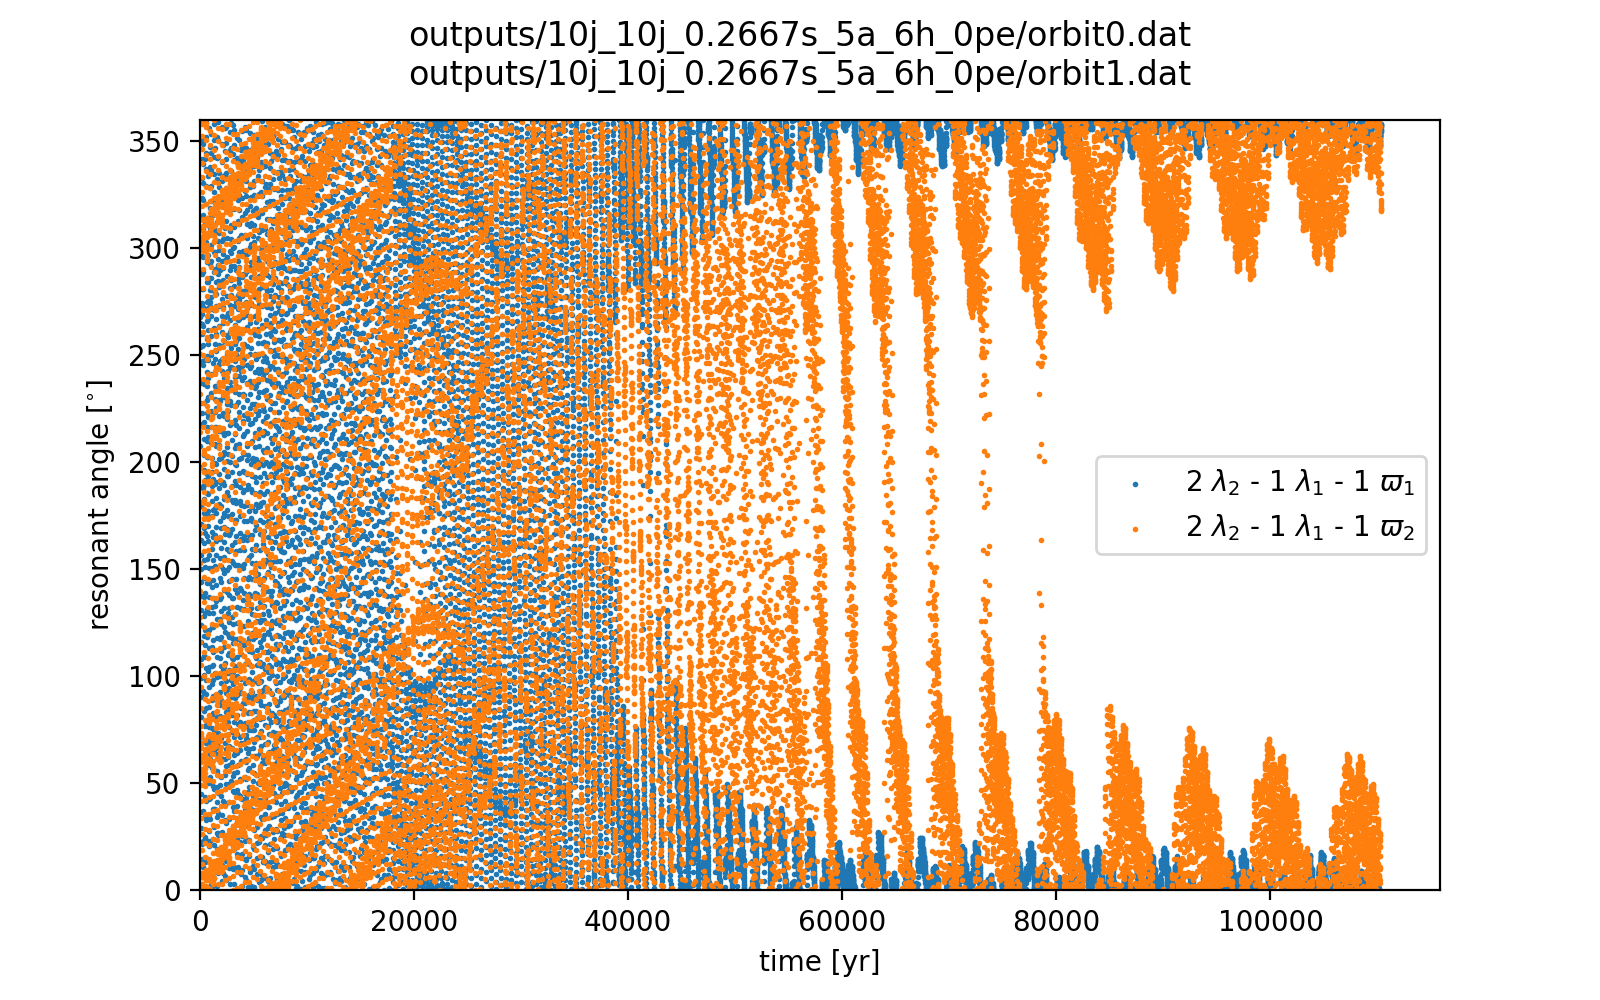 outputs/10j_10j_0.2667s_5a_6h_0pe/orbit0.dat
outputs/10j_10j_0.2667s_5a_6h_0pe/orbit1.dat
350
300
250
200
150
100
50
0
resonant angle [°]
2 λ₂ - 1 λ₁ - 1 ϖ₁
2 λ₂ - 1 λ₁ - 1 ϖ₂
0 20000 40000 60000 80000 100000
time [yr]